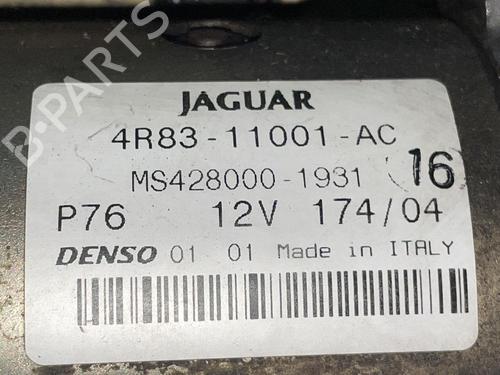 JAGUAR
4R83-11001-AC
MS428000-1931 16
P76 12V 174/04
DENSO 01 01 Made in ITALY
B-PARTS